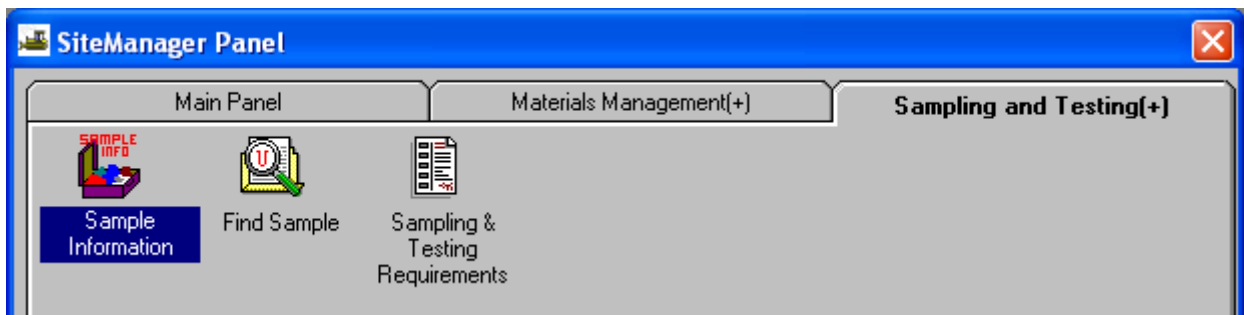 SiteManager Panel
Main Panel
Materials Management(+)
Sampling and Testing(+)
SAMPLE
INFO
U
Sample
Information
Find Sample
Sampling &
Testing
Requirements